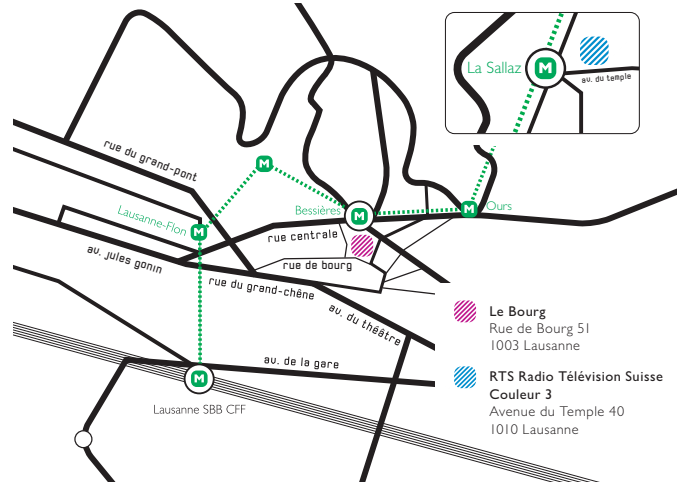 La Sallaz
M
av. du temple
rue du grand-pont
M
Lausanne-Flon
M
Bessières
M
M
Ours
rue centrale
av. jules gonin
rue de bourg
rue du grand-chêne
av. du théâtre
av. de la gare
M
Lausanne SBB CFF
Le Bourg
Rue de Bourg 51
1003 Lausanne
RTS Radio Télévision Suisse
Couleur 3
Avenue du Temple 40
1010 Lausanne